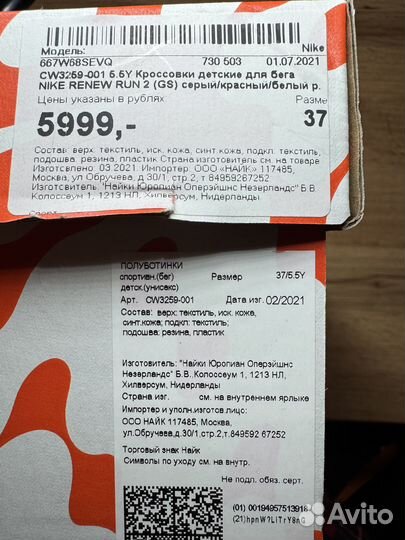 Модель: Nike
667W68SEVQ 730 503 01.07.2021
CW3259-001 5.5Y Кроссовки детские для бега
NIKE RENEW RUN 2 (GS) серый/красный/белый р.
Цены указаны в рублях Разме
5999,- 37
Состав: верх: текстиль, иск. кожа, синт.кожа; подкл: текстиль,
подошва: резина, пластик Страна изготовитель см. на товаре
Изготовлено: 03.2021. Импортер: ООО «НАЙК» 117485,
Москва, ул Обручева, д 30/1, стр.2, т 84959267252
Изготовитель: "Найки Юропиан Оперэйшнс Незерландс" Б В.
Колоссеум 1, 1213 НЛ, Хилверсум, Нидерланды
ПОЛУБОТИНКИ
спортивн.(бег) Размер 37/5.5Y
детск.(унисекс)
Арт. CW3259-001 Дата изг. 02/2021
Состав: верх: текстиль, иск. кожа,
синт.кожа; подкл: текстиль;
подошва: резина, пластик
Изготовитель: "Найки Юропиан Оперэйшнс
Незерландс" Б.В. Колоссеум 1, 1213 НЛ,
Хилверсум, Нидерланды
Страна изг. см. на внутреннем ярлыке
Импортер и уполн.изготов.лицо:
ООО НАЙК 117485, Москва,
ул.Обручева,д.30/1,стр.2,т.849592 67252
Торговый знак Найк
Символы по уходу см. на внутр.
Не подл. обяз. серт.
(01) 00194957513918
Avito